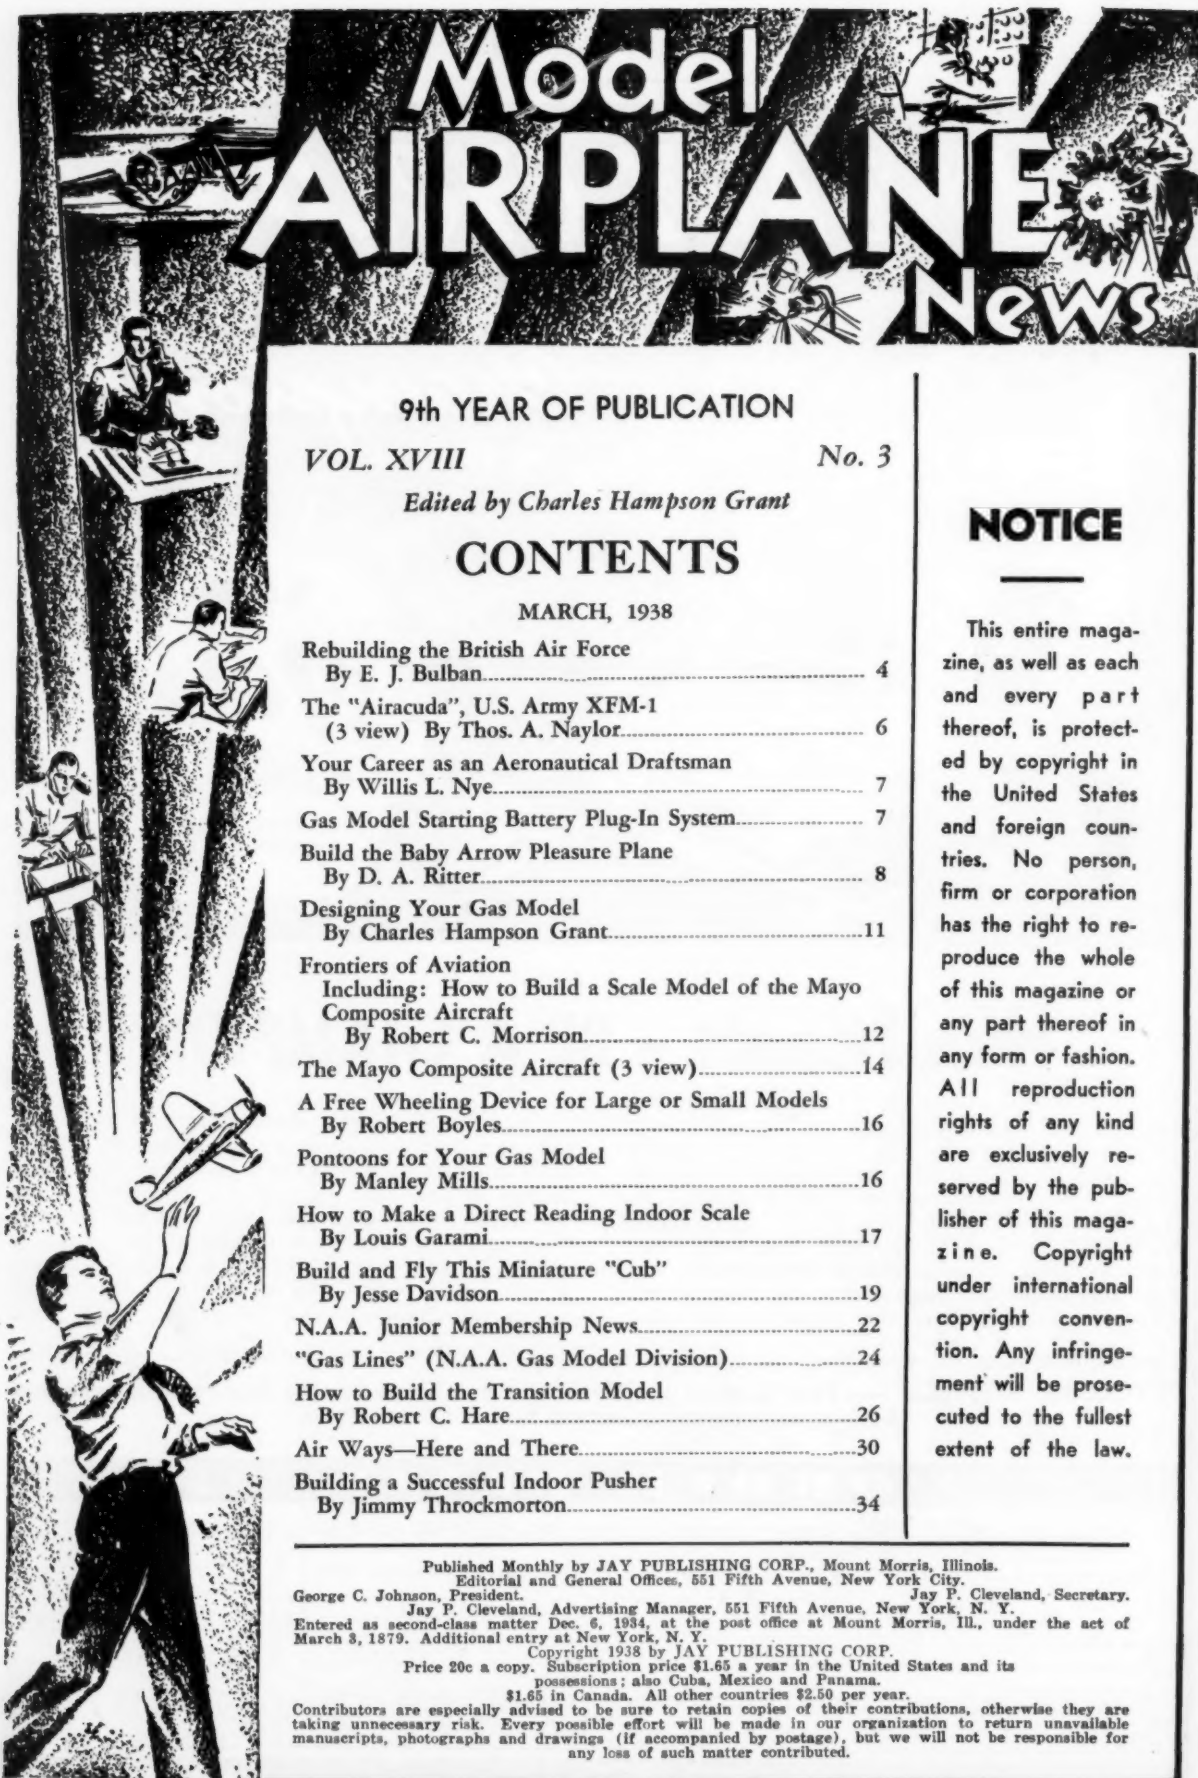 Model
AIRPLANE
News
9th YEAR OF PUBLICATION
VOL. XVIII No. 3
Edited by Charles Hampson Grant
CONTENTS
MARCH, 1938
Rebuilding the British Air Force
By E. J. Bulban 4
The "Airacuda", U.S. Army XFM-1
(3 view) By Thos. A. Naylor 6
Your Career as an Aeronautical Draftsman
By Willis L. Nye 7
Gas Model Starting Battery Plug-In System 7
Build the Baby Arrow Pleasure Plane
By D. A. Ritter 8
Designing Your Gas Model
By Charles Hampson Grant 11
Frontiers of Aviation
Including: How to Build a Scale Model of the Mayo
Composite Aircraft
By Robert C. Morrison 12
The Mayo Composite Aircraft (3 view) 14
A Free Wheeling Device for Large or Small Models
By Robert Boyles 16
Pontoons for Your Gas Model
By Manley Mills 16
How to Make a Direct Reading Indoor Scale
By Louis Garami 17
Build and Fly This Miniature "Cub"
By Jesse Davidson 19
N.A.A. Junior Membership News 22
"Gas Lines" (N.A.A. Gas Model Division) 24
How to Build the Transition Model
By Robert C. Hare 26
Air Ways—Here and There 30
Building a Successful Indoor Pusher
By Jimmy Throckmorton 34
NOTICE
This entire maga-
zine, as well as each
and every part
thereof, is protect-
ed by copyright in
the United States
and foreign coun-
tries. No person,
firm or corporation
has the right to re-
produce the whole
of this magazine or
any part thereof in
any form or fashion.
All reproduction
rights of any kind
are exclusively re-
served by the pub-
lisher of this maga-
zine. Copyright
under international
copyright conven-
tion. Any infringe-
ment will be prose-
cuted to the fullest
extent of the law.
Published Monthly by JAY PUBLISHING CORP., Mount Morris, Illinois.
Editorial and General Offices, 551 Fifth Avenue, New York City.
George C. Johnson, President. Jay P. Cleveland, Secretary.
Jay P. Cleveland, Advertising Manager, 551 Fifth Avenue, New York, N. Y.
Entered as second-class matter Dec. 6, 1934, at the post office at Mount Morris, Ill., under the act of
March 3, 1879. Additional entry at New York, N. Y.
Copyright 1938 by JAY PUBLISHING CORP.
Price 20c a copy. Subscription price $1.65 a year in the United States and its
possessions; also Cuba, Mexico and Panama.
$1.65 in Canada. All other countries $2.50 per year.
Contributors are especially advised to be sure to retain copies of their contributions, otherwise they are
taking unnecessary risk. Every possible effort will be made in our organization to return unavailable
manuscripts, photographs and drawings (if accompanied by postage), but we will not be responsible for
any loss of such matter contributed.